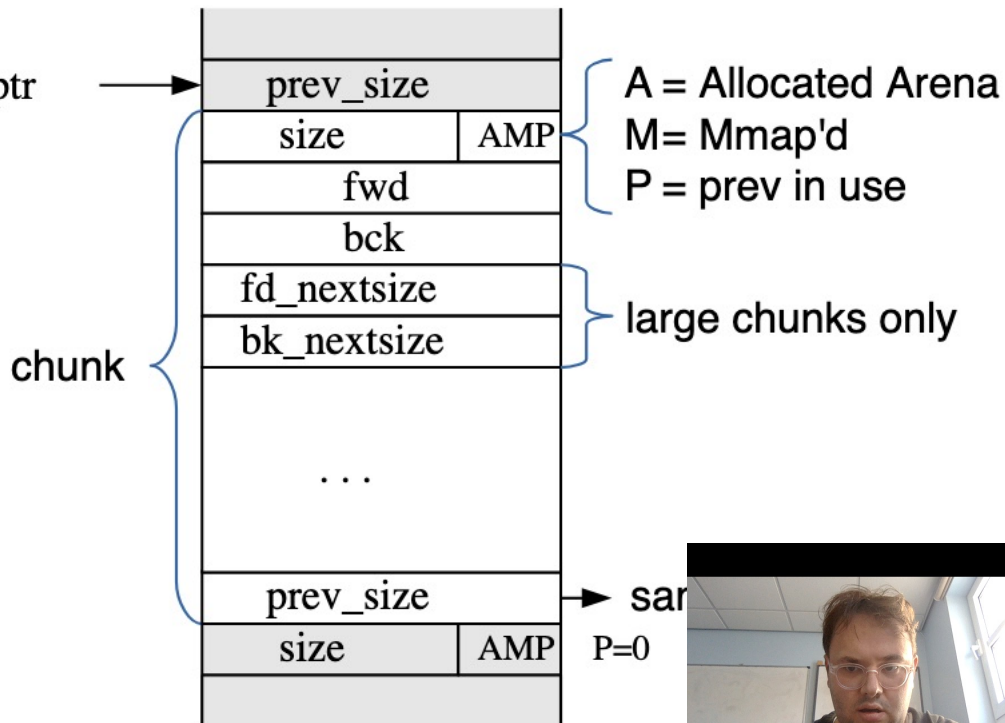 prev_size
A = Allocated Arena
size
AMP
M= Mmap'd
fwd
P = prev in use
bck
fd_nextsize
large chunks only
bk_nextsize
chunk
. . .
prev_size
size
AMP
P=0